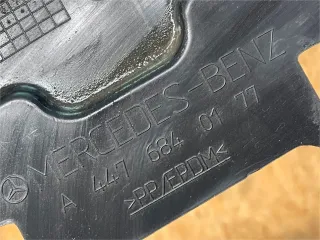 MERCEDES-BENZ
A 447 684 01 77
>PP/EPDM<